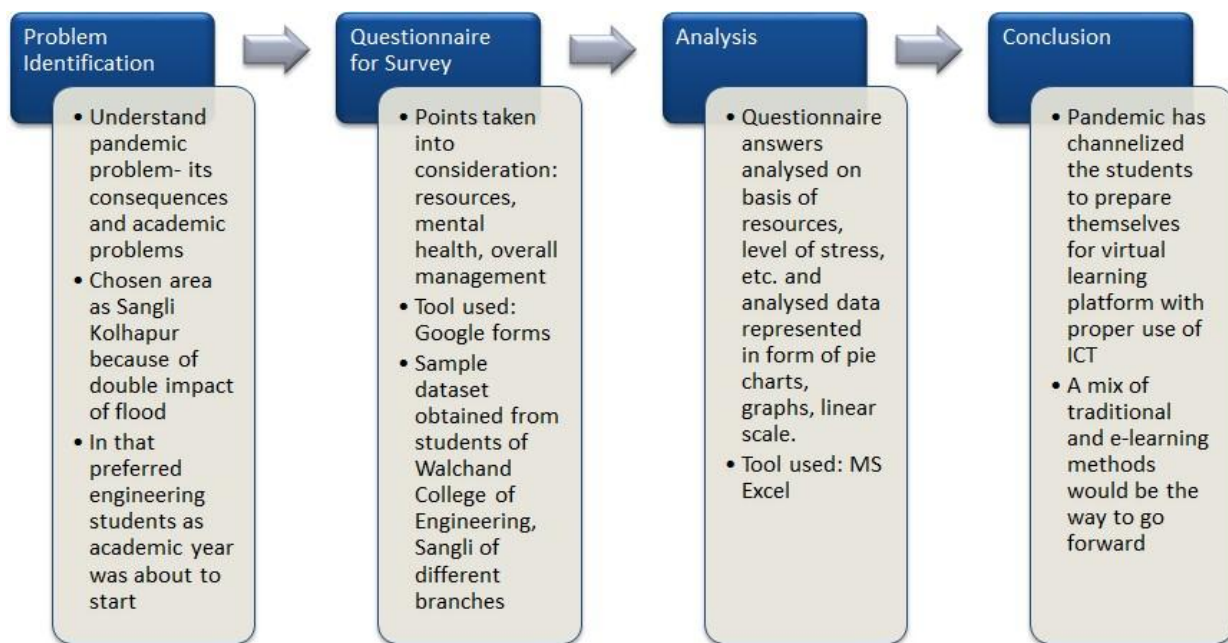 Problem
Identification
• Understand
pandemic
problem- its
consequences
and academic
problems
• Chosen area
as Sangli
Kolhapur
because of
double impact
of flood
• In that
preferred
engineering
students as
academic year
was about to
start
Questionnaire
for Survey
• Points taken
into
consideration:
resources,
mental
health, overall
management
• Tool used:
Google forms
• Sample
dataset
obtained from
students of
Walchand
College of
Engineering,
Sangli of
different
branches
Analysis
• Questionnaire
answers
analysed on
basis of
resources,
level of stress,
etc. and
analysed data
represented
in form of pie
charts,
graphs, linear
scale.
• Tool used: MS
Excel
Conclusion
• Pandemic has
channelized
the students
to prepare
themselves
for virtual
learning
platform with
proper use of
ICT
• A mix of
traditional
and e-learning
methods
would be the
way to go
forward